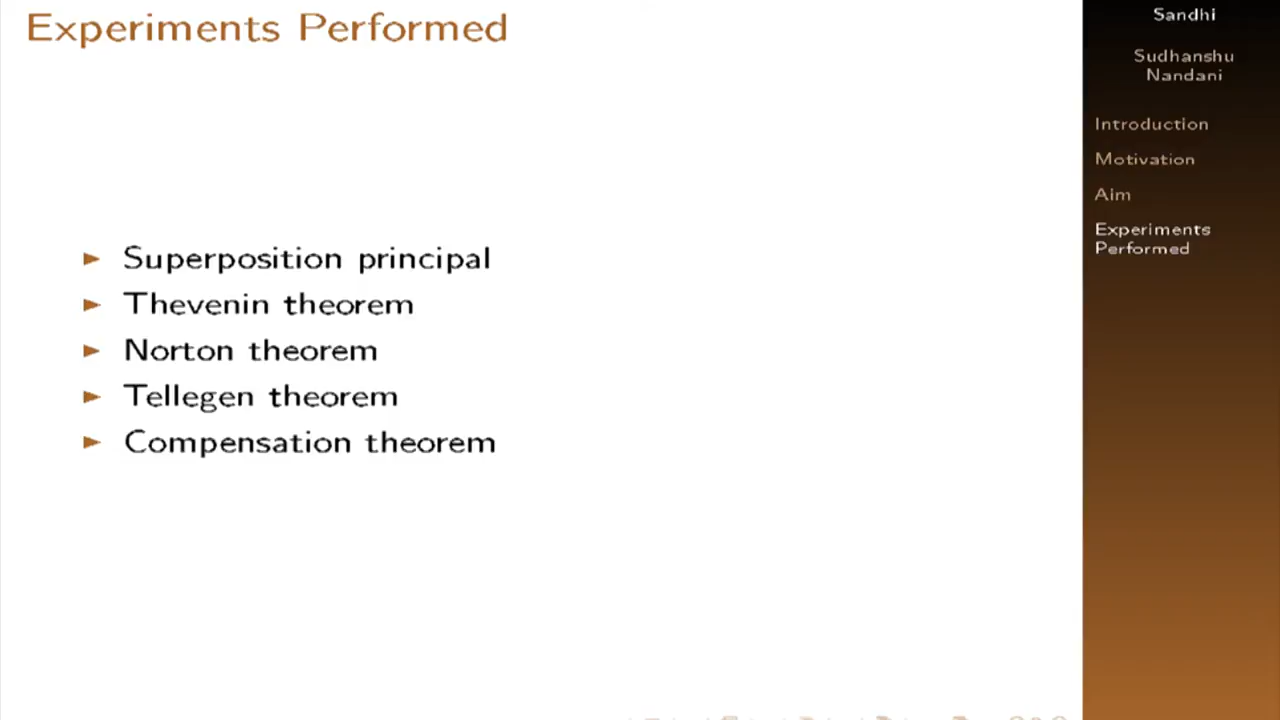 Experiments Performed
Superposition principal
Thevenin theorem
Norton theorem
Tellegen theorem
Compensation theorem
Sandhi
Sudhanshu
Nandani
Introduction
Motivation
Aim
Experiments
Performed